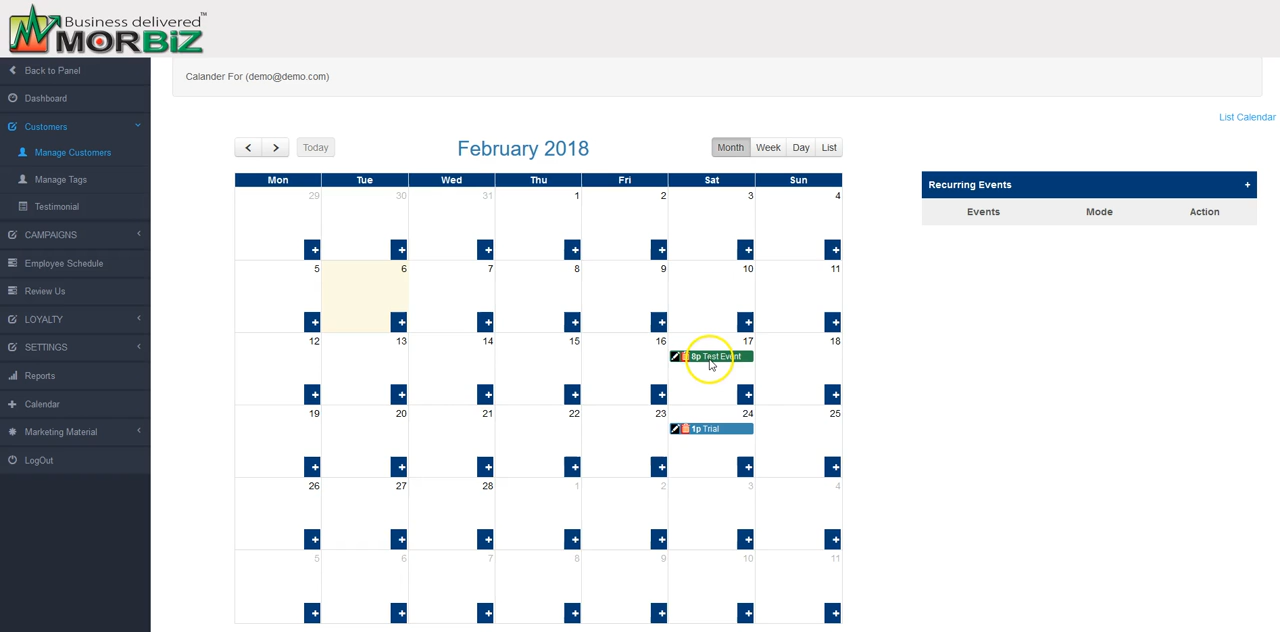 Business delivered™
MORBiZ
Back to Panel
Dashboard
Customers
Manage Customers
Manage Tags
Testimonial
CAMPAIGNS
Employee Schedule
Review Us
LOYALTY
SETTINGS
Reports
Calendar
Marketing Material
LogOut
Calander For (demo@demo.com)
List Calendar
Today
February 2018
Month Week Day List
Mon Tue Wed Thu Fri Sat Sun
29 30 31 1 2 3 4
+ + + + + + +
5 6 7 8 9 10 11
+ + + + + + +
12 13 14 15 16 17 18
8p Test Event
+ + + + + + +
19 20 21 22 23 24 25
1p Trial
+ + + + + + +
26 27 28 1 2 3 4
+ + + + + + +
5 6 7 8 9 10 11
+ + + + + + +
Recurring Events +
Events Mode Action